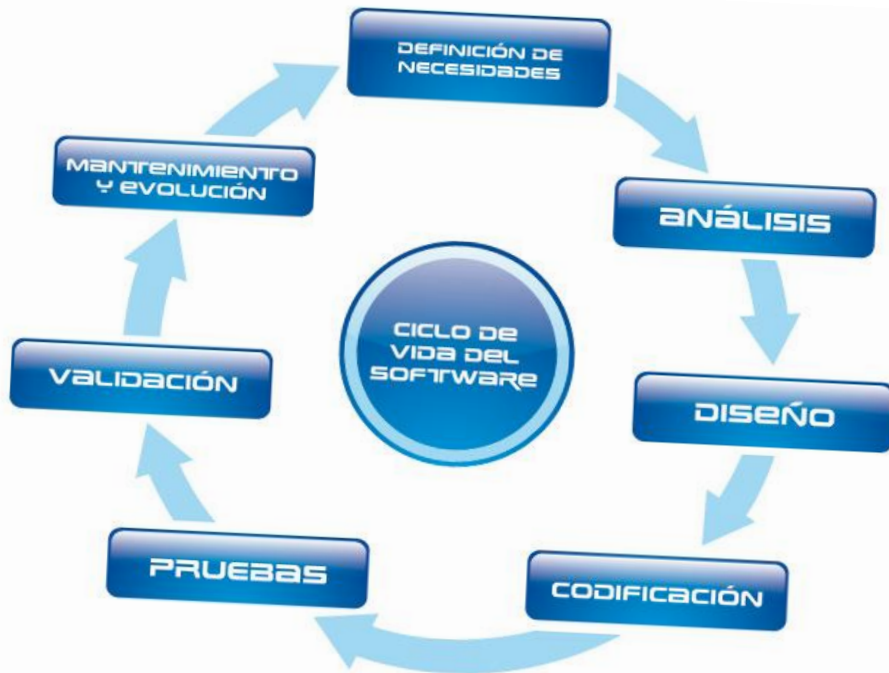 DEFINICIÓN DE
NECESIDADES
ANÁLISIS
DISEÑO
CODIFICACIÓN
PRUEBAS
VALIDACIÓN
MANTENIMIENTO
Y EVOLUCIÓN
CICLO DE
VIDA DEL
SOFTWARE